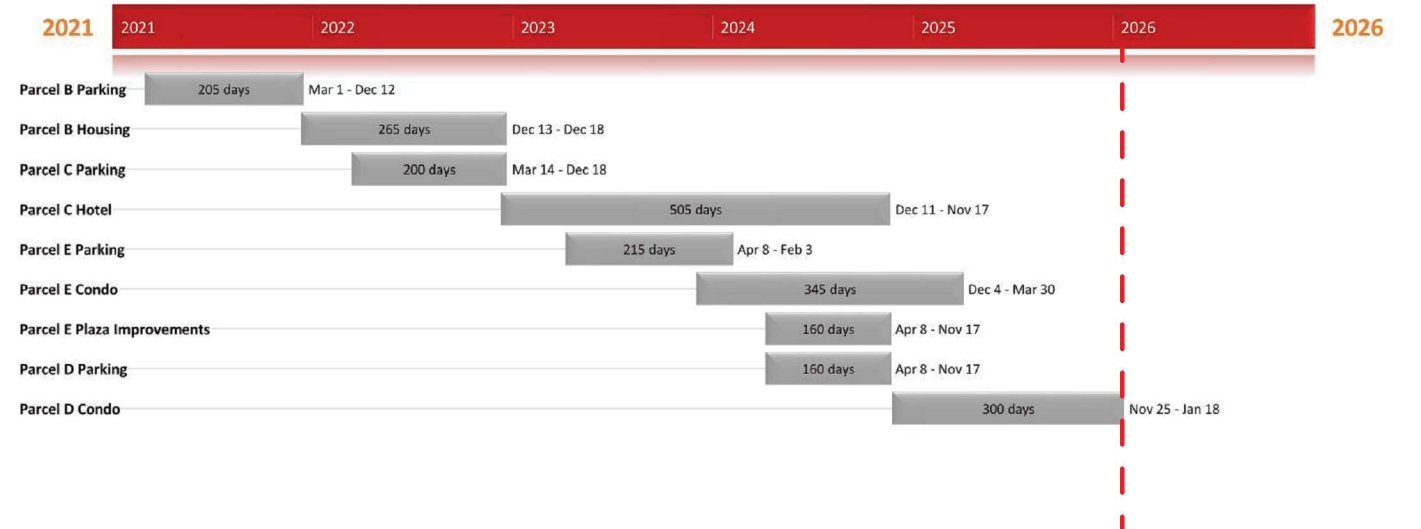 2021 2021 2022 2023 2024 2025 2026 2026
Parcel B Parking 205 days Mar 1 - Dec 12
Parcel B Housing 265 days Dec 13 - Dec 18
Parcel C Parking 200 days Mar 14 - Dec 18
Parcel C Hotel 505 days Dec 11 - Nov 17
Parcel E Parking 215 days Apr 8 - Feb 3
Parcel E Condo 345 days Dec 4 - Mar 30
Parcel E Plaza Improvements 160 days Apr 8 - Nov 17
Parcel D Parking 160 days Apr 8 - Nov 17
Parcel D Condo 300 days Nov 25 - Jan 18